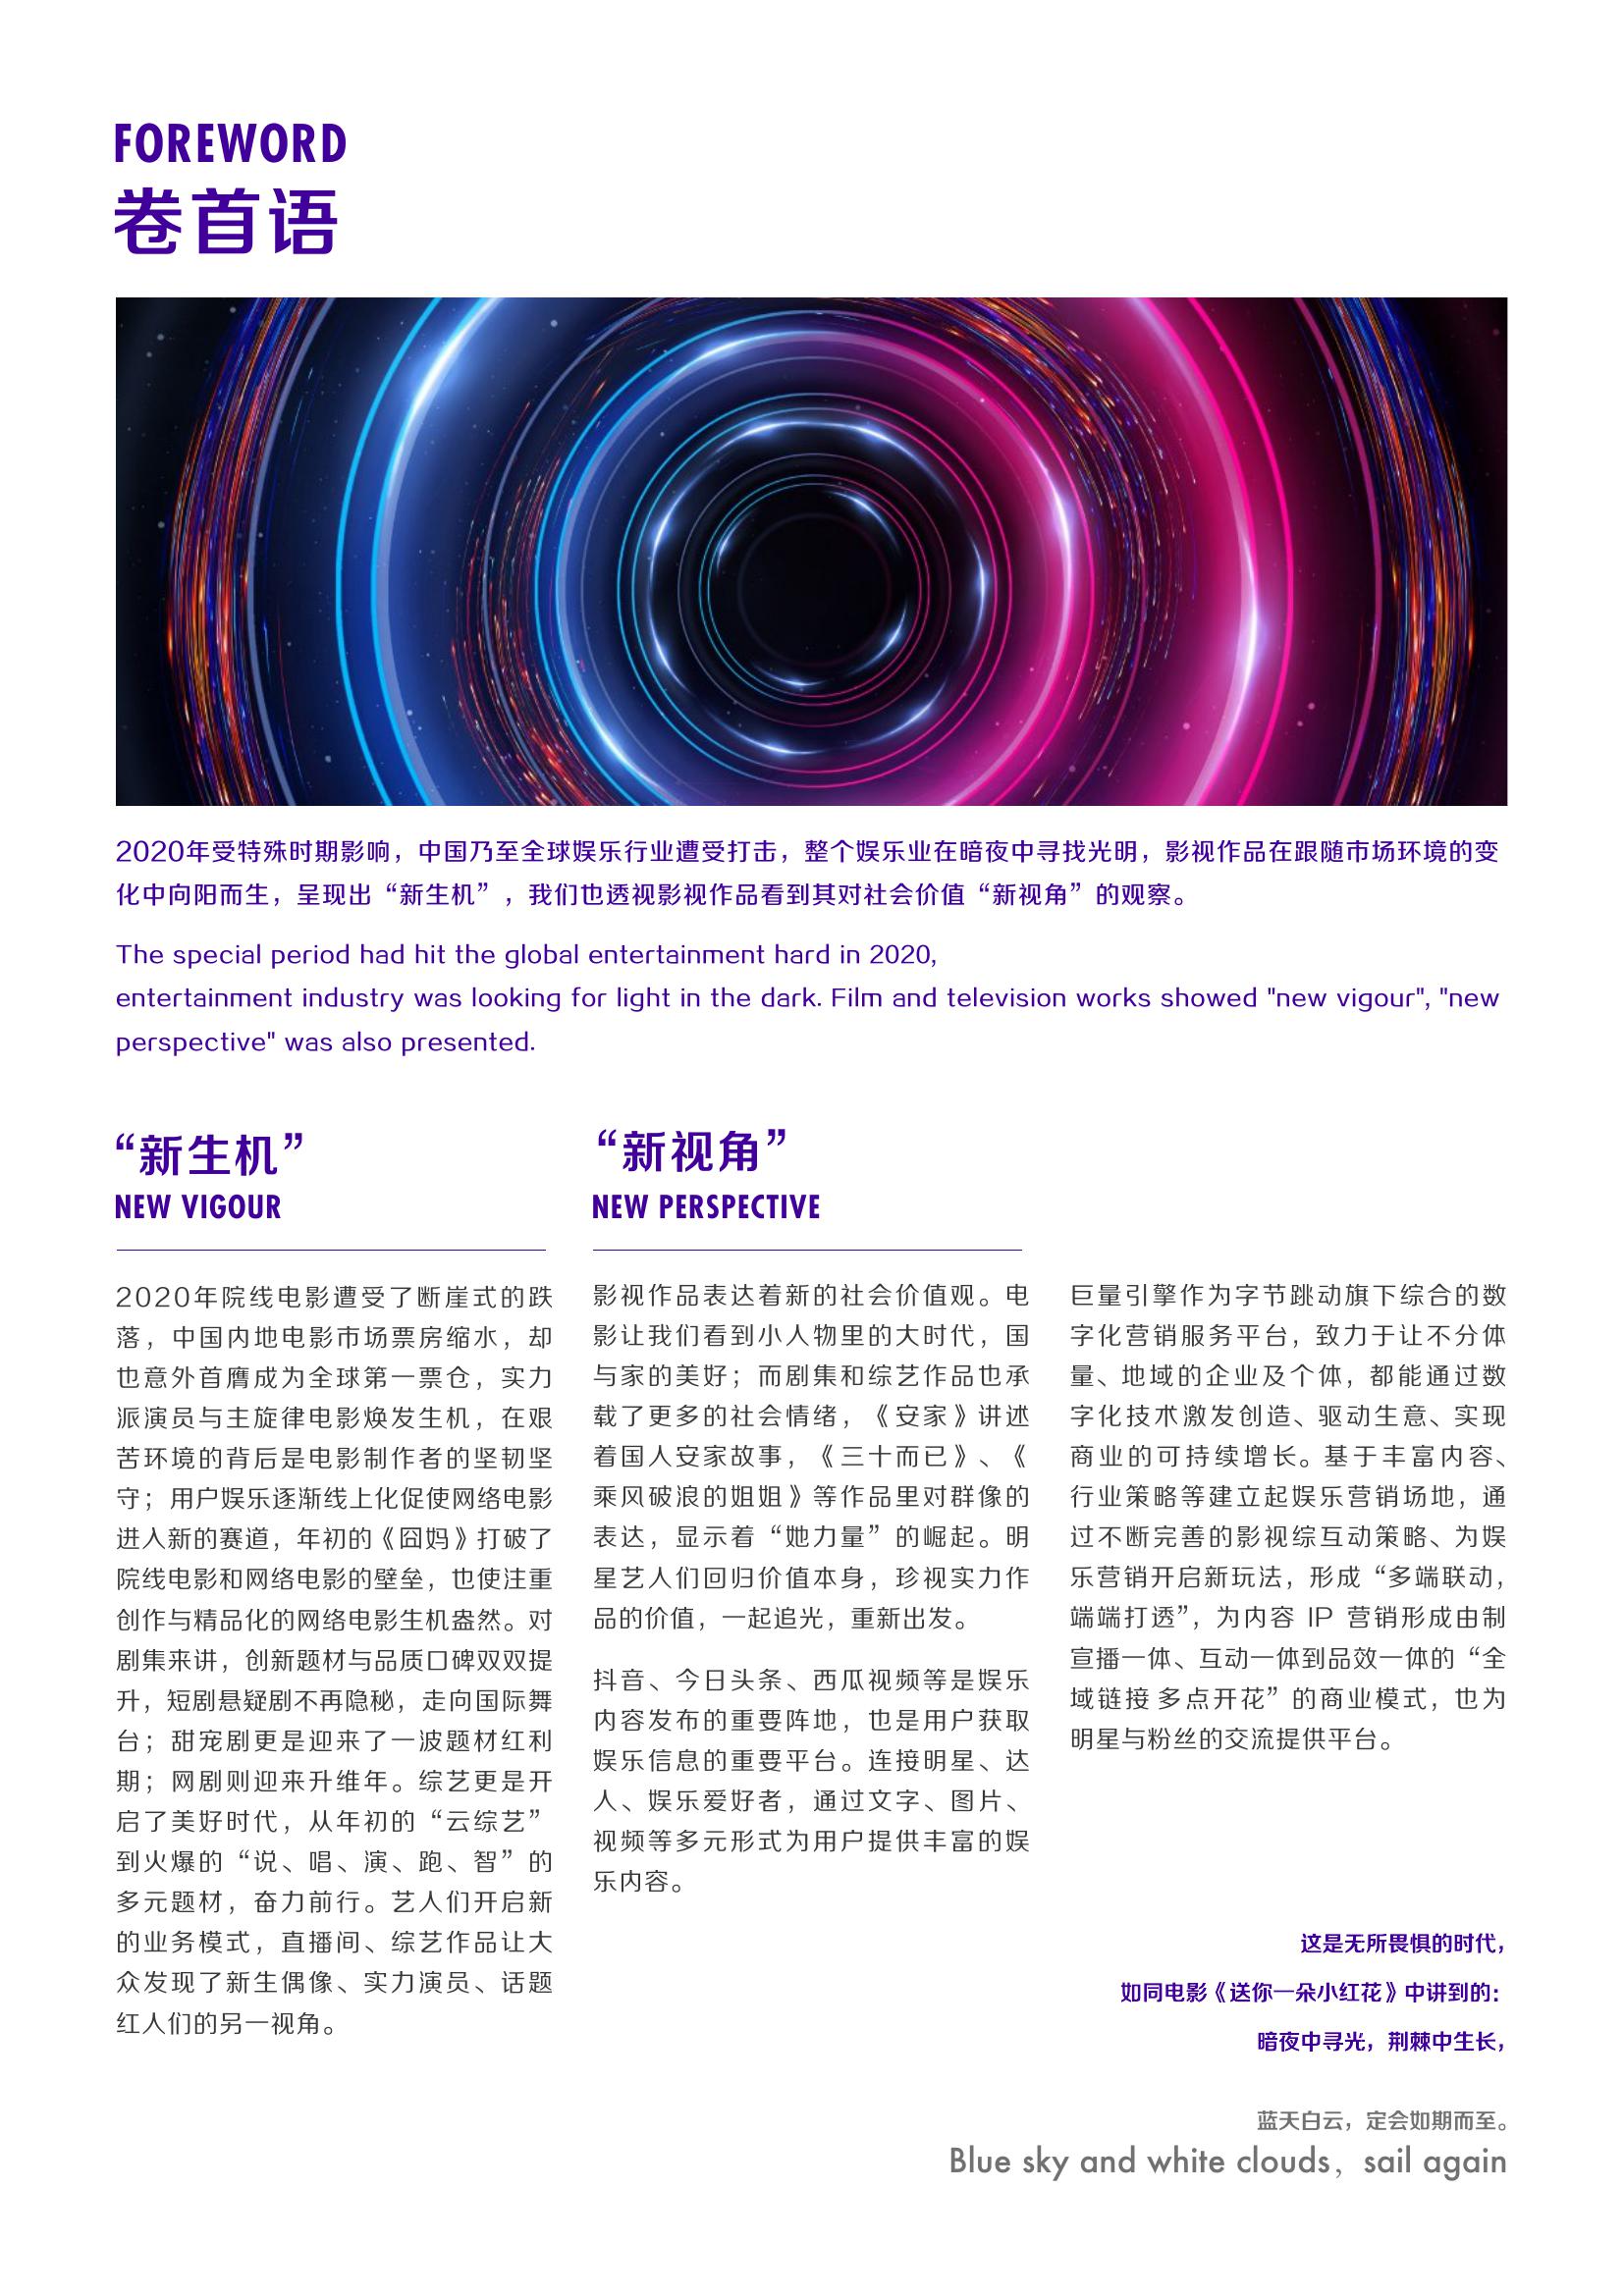 FOREWORD
卷首语
2020年受特殊时期影响，中国乃至全球娱乐行业遭受打击，整个娱乐业在暗夜中寻找光明，影视作品在跟随市场环境的变
化中向阳而生，呈现出“新生机”，我们也透视影视作品看到其对社会价值“新视角”的观察。
The special period had hit the global entertainment hard in 2020,
entertainment industry was looking for light in the dark. Film and television works showed "new vigour", "new
perspective" was also presented.
“新生机”
NEW VIGOUR
2020年院线电影遭受了断崖式的跌
落，中国内地电影市场票房缩水，却
也意外首膺成为全球第一票仓，实力
派演员与主旋律电影焕发生机，在艰
苦环境的背后是电影制作者的坚韧坚
守；用户娱乐逐渐线上化促使网络电影
进入新的赛道，年初的《囧妈》打破了
院线电影和网络电影的壁垒，也使注重
创作与精品化的网络电影生机盎然。对
剧集来讲，创新题材与品质口碑双双提
升，短剧悬疑剧不再隐秘，走向国际舞
台；甜宠剧更是迎来了一波题材红利
期；网剧则迎来升维年。综艺更是开
启了美好时代，从年初的“云综艺”
到火爆的“说、唱、演、跑、智”的
多元题材，奋力前行。艺人们开启新
的业务模式，直播间、综艺作品让大
众发现了新生偶像、实力演员、话题
红人们的另一视角。
“新视角”
NEW PERSPECTIVE
影视作品表达着新的社会价值观。电
影让我们看到小人物里的大时代，国
与家的美好；而剧集和综艺作品也承
载了更多的社会情绪，《安家》讲述
着国人安家故事，《三十而已》、《
乘风破浪的姐姐》等作品里对群像的
表达，显示着“她力量”的崛起。明
星艺人们回归价值本身，珍视实力作
品的价值，一起追光，重新出发。
抖音、今日头条、西瓜视频等是娱乐
内容发布的重要阵地，也是用户获取
娱乐信息的重要平台。连接明星、达
人、娱乐爱好者，通过文字、图片、
视频等多元形式为用户提供丰富的娱
乐内容。
巨量引擎作为字节跳动旗下综合的数
字化营销服务平台，致力于让不分体
量、地域的企业及个体，都能通过数
字化技术激发创造、驱动生意、实现
商业的可持续增长。基于丰富内容、
行业策略等建立起娱乐营销场地，通
过不断完善的影视综互动策略、为娱
乐营销开启新玩法，形成“多端联动，
端端打透”，为内容 IP 营销形成由制
宣播一体、互动一体到品效一体的“全
域链接 多点开花”的商业模式，也为
明星与粉丝的交流提供平台。
这是无所畏惧的时代，
如同电影《送你一朵小红花》中讲到的：
暗夜中寻光，荆棘中生长，
蓝天白云，定会如期而至。
Blue sky and white clouds，sail again